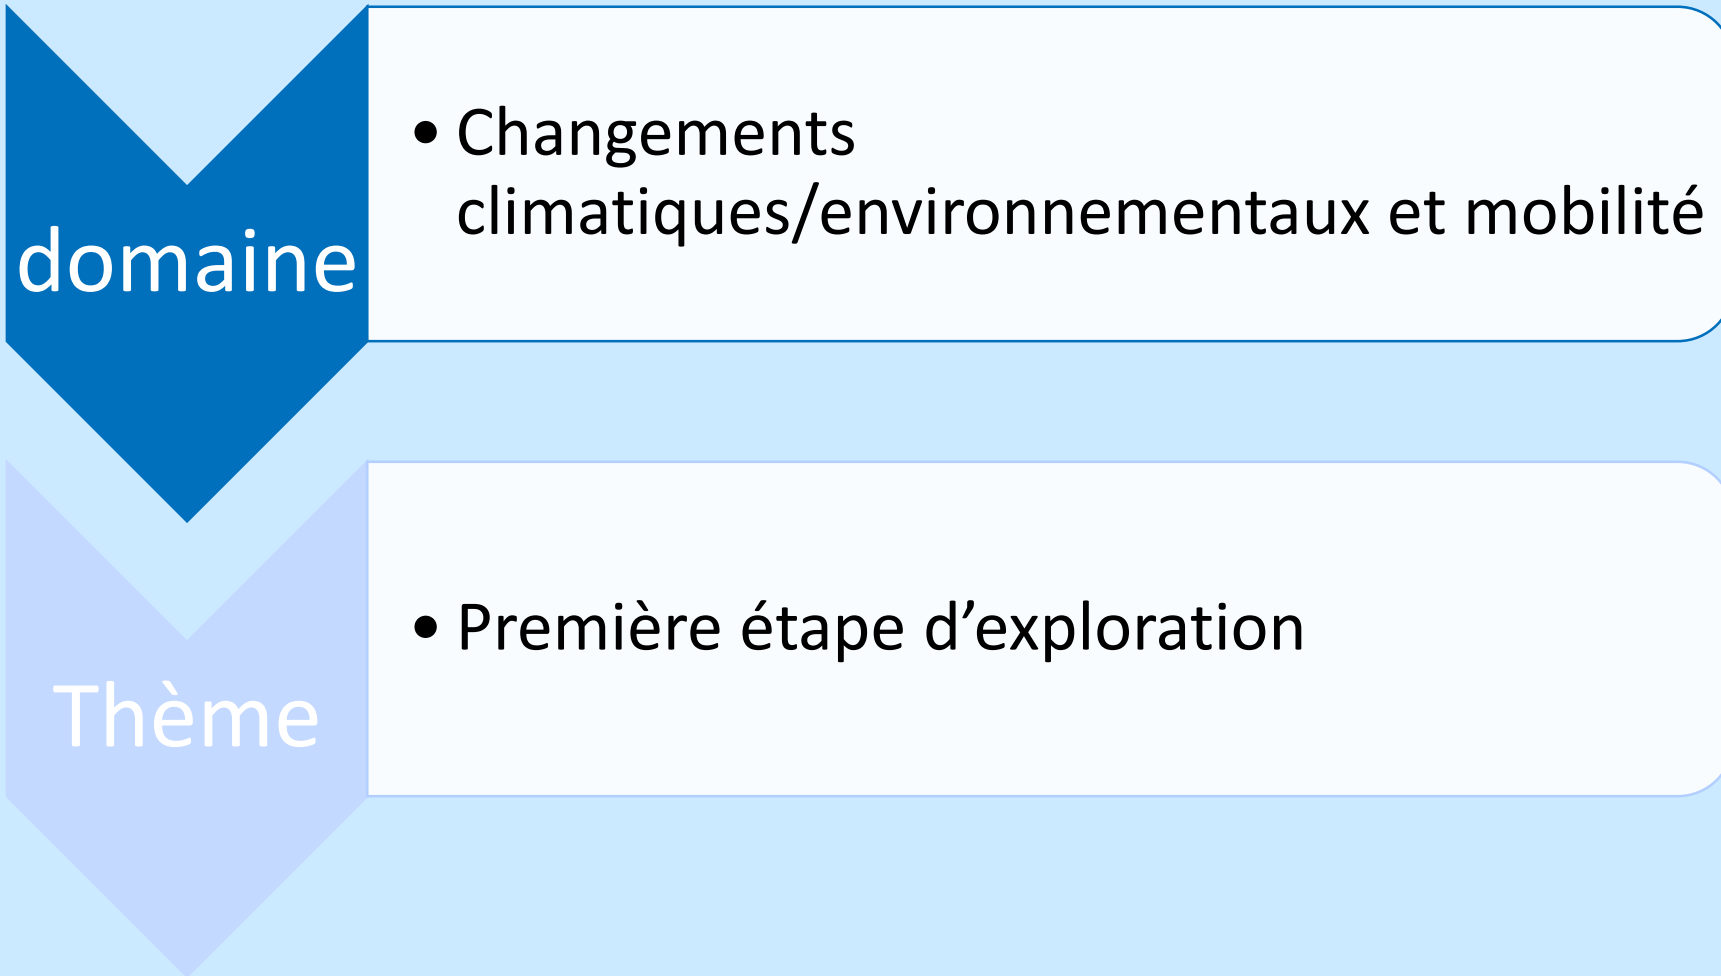 domaine
• Changements
climatiques/environnementaux et mobilité
Thème
• Première étape d’exploration